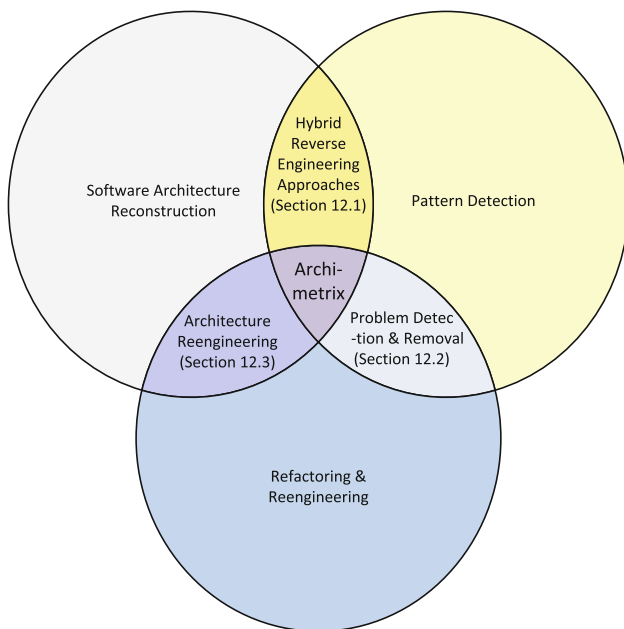 Hybrid
Reverse
Engineering
Approaches
(Section 12.1)
Software Architecture
Reconstruction
Pattern Detection
Archi-
metrix
Architecture
Reengineering
(Section 12.3)
Problem Detec
-tion & Removal
(Section 12.2)
Refactoring &
Reengineering